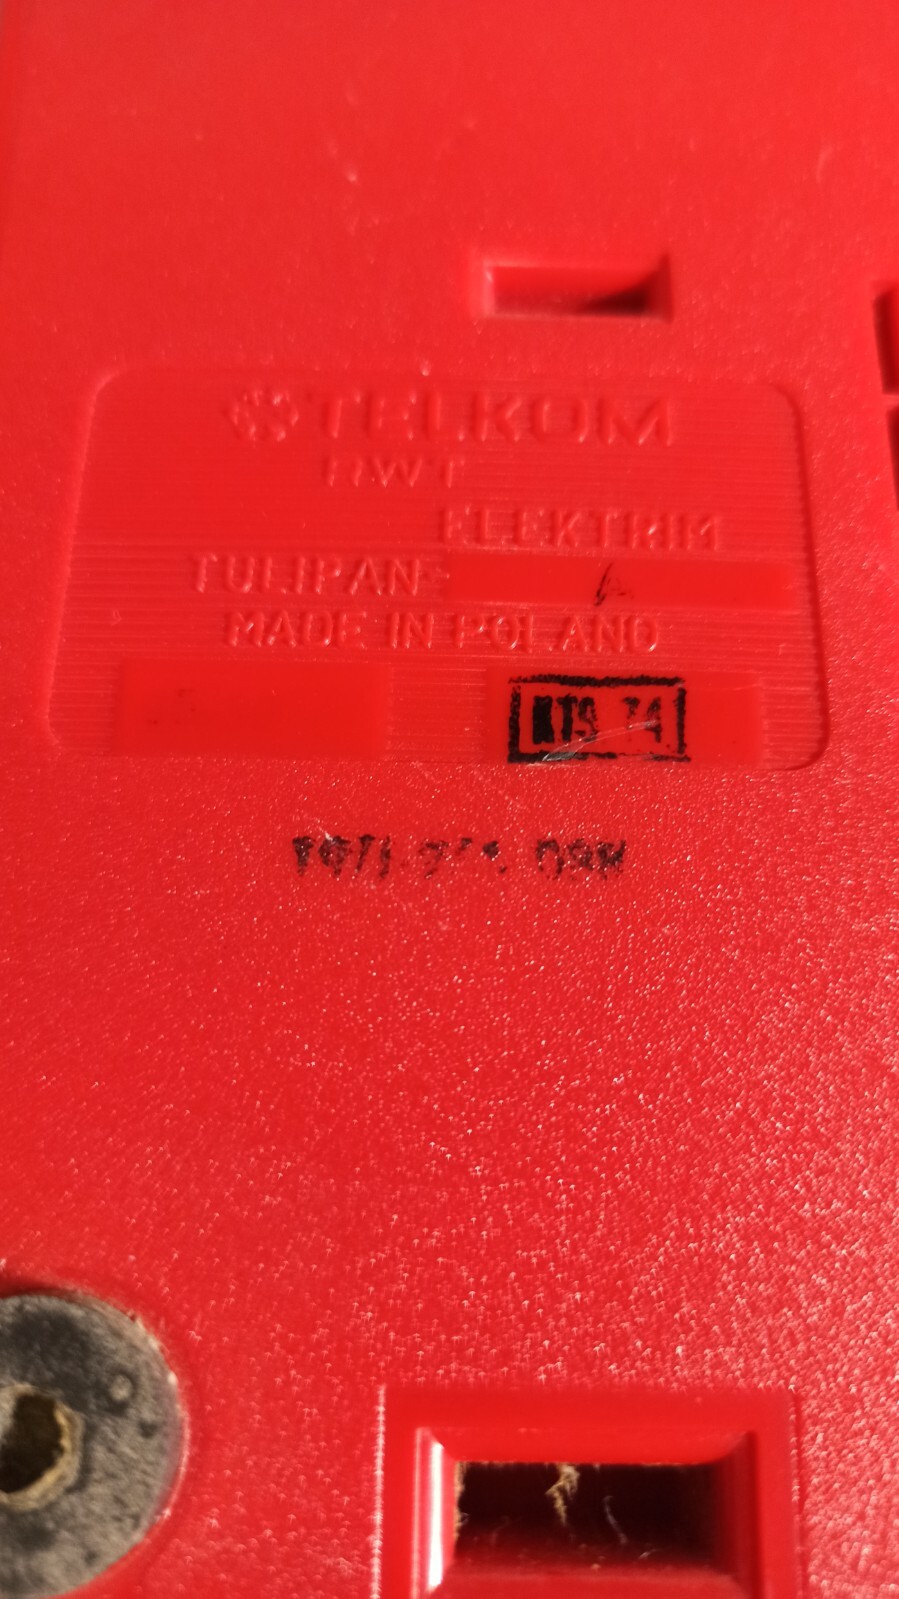 TELKOM
RWT
ELEKTRIM
TULIPAN- A
MADE IN POLAND